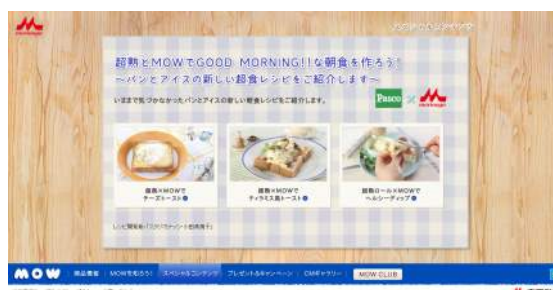 超熟とMOWでGOOD MORNING!!な朝食を作ろう!
〜パンとアイスの新しい朝食レシピをご紹介します〜
いままで気づかなかったパンとアイスの新しい朝食レシピをご紹介します。
Pasco × 
超熟×MOWで
チーズトースト
超熟×MOWで
ティラミス風トースト
超熟ロール×MOWで
ヘルシーディップ
MOW 商品情報 MOWを知ろう! スペシャルコンテンツ プレゼント&キャンペーン CMギャラリー MOW CLUB